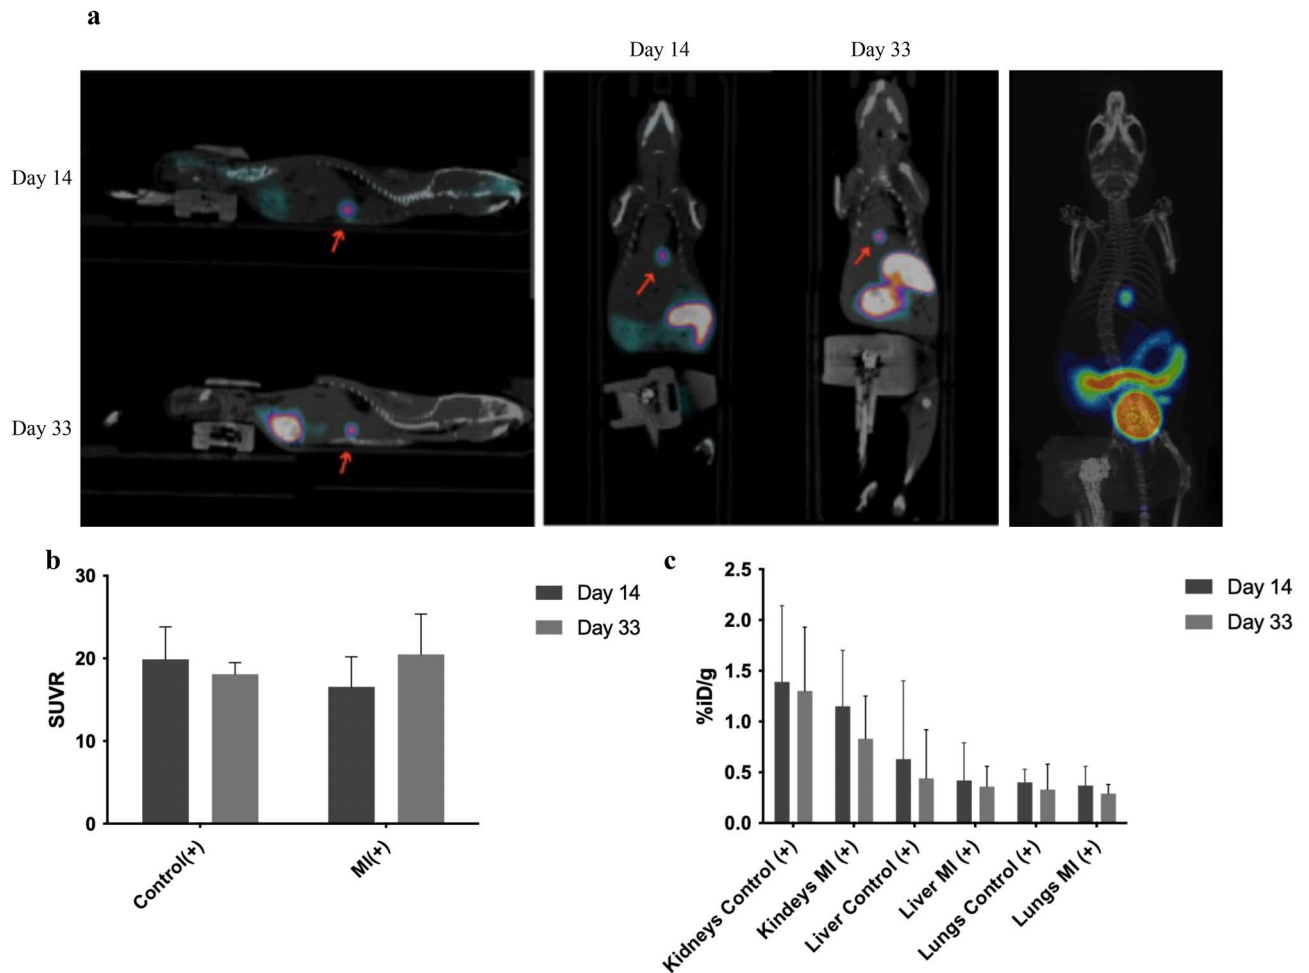 a
Day 14 Day 33
Day 14
Day 33
b
30
20
10
0
SUVR
Control(+)
MI(+)
Day 14
Day 33
c
2.5
2.0
1.5
1.0
0.5
0.0
%iD/g
Kidneys Control (+)
Kindeys MI (+)
Liver Control (+)
Liver MI (+)
Lungs Control (+)
Lungs MI (+)
Day 14
Day 33